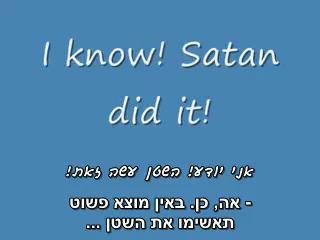 I know! Satan
did it!
אני יודע! השטן עשה זאת!
- אה, כן. באין מוצא פשוט
תאשימו את השטן ...